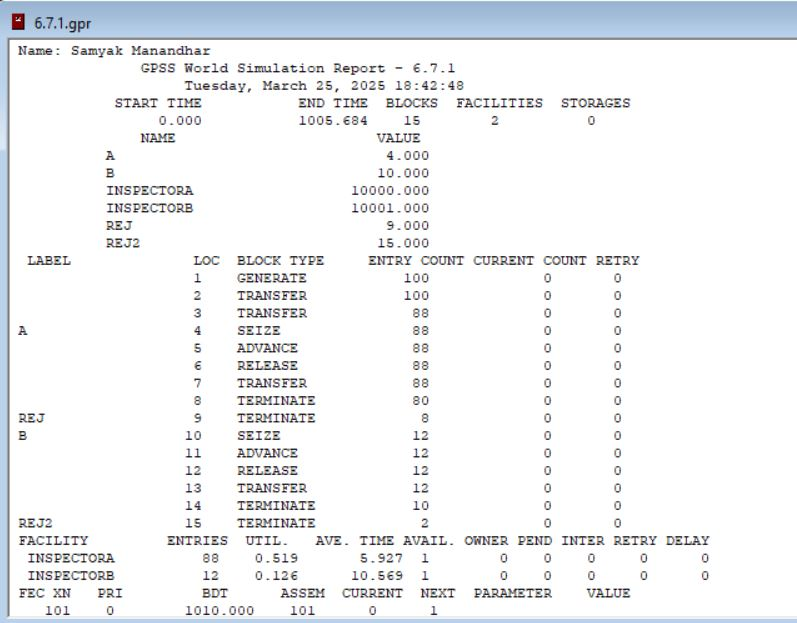 6.7.1.gpr
Name: Samyak Manandhar
GPSS World Simulation Report - 6.7.1
Tuesday, March 25, 2025 18:42:48
START TIME END TIME BLOCKS FACILITIES STORAGES
0.000 1005.684 15 2 0
NAME VALUE
A 4.000
B 10.000
INSPECTORA 10000.000
INSPECTORB 10001.000
REJ 9.000
REJ2 15.000
LABEL LOC BLOCK TYPE ENTRY COUNT CURRENT COUNT RETRY
1 GENERATE 100 0 0
2 TRANSFER 100 0 0
3 TRANSFER 88 0 0
A 4 SEIZE 88 0 0
5 ADVANCE 88 0 0
6 RELEASE 88 0 0
7 TRANSFER 88 0 0
8 TERMINATE 80 0 0
REJ 9 TERMINATE 8 0 0
B 10 SEIZE 12 0 0
11 ADVANCE 12 0 0
12 RELEASE 12 0 0
13 TRANSFER 12 0 0
14 TERMINATE 10 0 0
REJ2 15 TERMINATE 2 0 0
FACILITY ENTRIES UTIL. AVE. TIME AVAIL. OWNER PEND INTER RETRY DELAY
INSPECTORA 88 0.519 5.927 1 0 0 0 0 0
INSPECTORB 12 0.126 10.569 1 0 0 0 0 0
FEC XN PRI BDT ASSEM CURRENT NEXT PARAMETER VALUE
101 0 1010.000 101 0 1